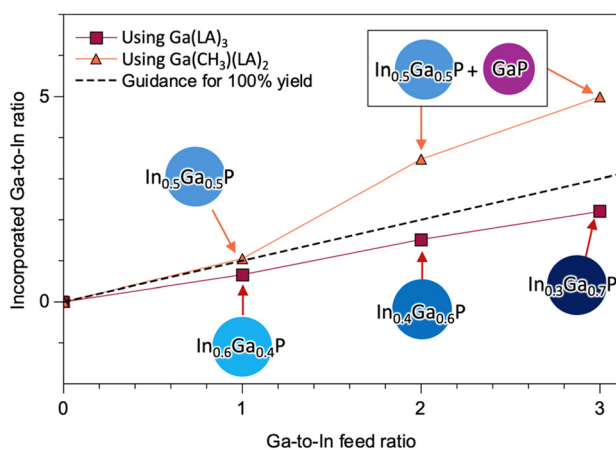 Using Ga(LA)₃
Using Ga(CH₃)(LA)₂
Guidance for 100% yield
In₀.₅Ga₀.₅P + GaP
5
In₀.₅Ga₀.₅P
Incorporated Ga-to-In ratio
0
In₀.₃Ga₀.₇P
In₀.₄Ga₀.₆P
In₀.₆Ga₀.₄P
0 1 2 3
Ga-to-In feed ratio